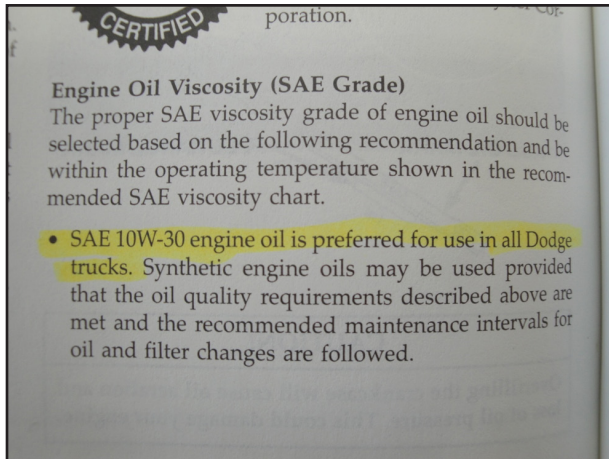 CERTIFIED
poration.
Engine Oil Viscosity (SAE Grade)
The proper SAE viscosity grade of engine oil should be
selected based on the following recommendation and be
within the operating temperature shown in the recom-
mended SAE viscosity chart.
• SAE 10W-30 engine oil is preferred for use in all Dodge
trucks. Synthetic engine oils may be used provided
that the oil quality requirements described above are
met and the recommended maintenance intervals for
oil and filter changes are followed.